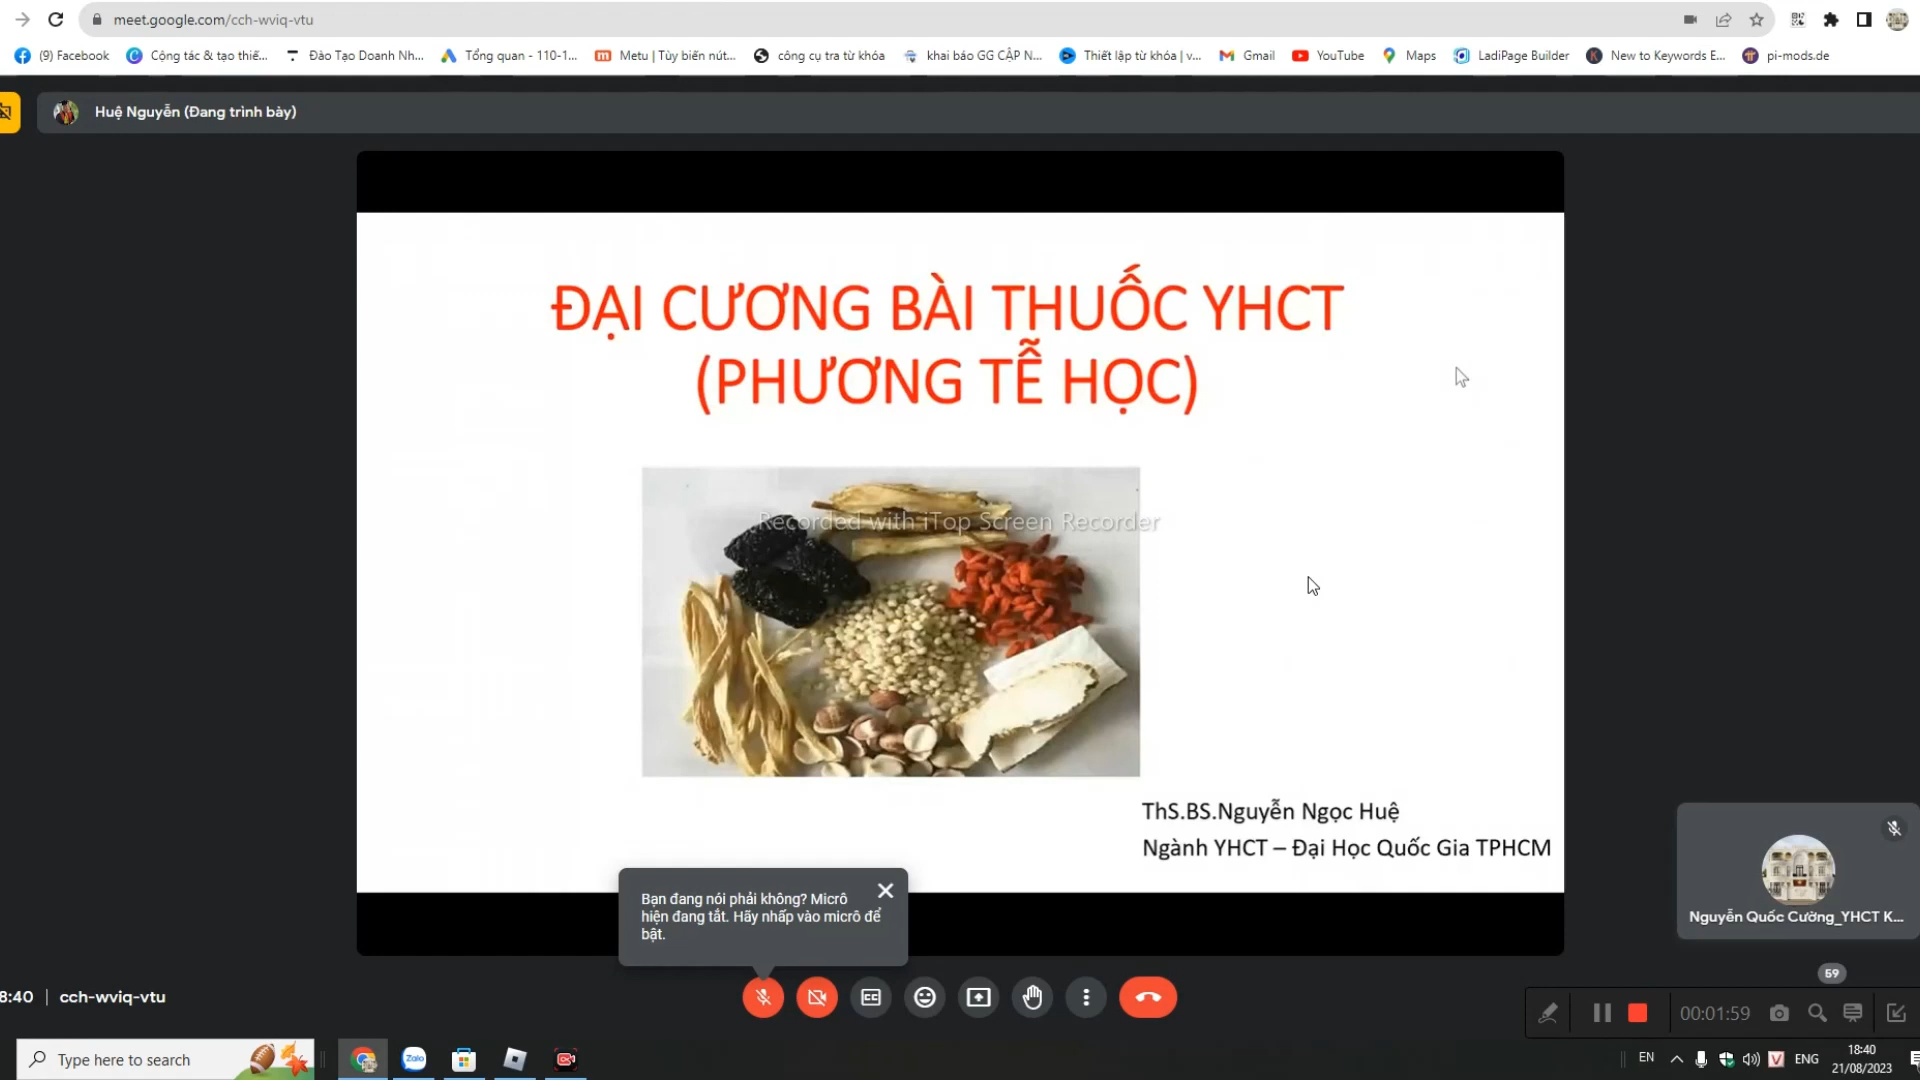 meet.google.com/cch-wviq-vtu
(9) Facebook
Cộng tác & tạo thiế...
Đào Tạo Doanh Nh...
Tổng quan - 110-1...
Metu | Tùy biến nút...
công cụ tra từ khóa
khai báo GG CẬP N...
Thiết lập từ khóa | v...
Gmail
YouTube
Maps
LadiPage Builder
New to Keywords E...
pi-mods.de
Huệ Nguyễn (Đang trình bày)
ĐẠI CƯƠNG BÀI THUỐC YHCT
(PHƯƠNG TỄ HỌC)
Recorded with iTop Screen Recorder
ThS.BS.Nguyễn Ngọc Huệ
Ngành YHCT – Đại Học Quốc Gia TPHCM
Bạn đang nói phải không? Micrô
hiện đang tắt. Hãy nhấp vào micrô để
bật.
Nguyễn Quốc Cường_YHCT K...
59
8:40 | cch-wviq-vtu
00:01:59
Type here to search
Zalo
EN
ENG
18:40
21/08/2023